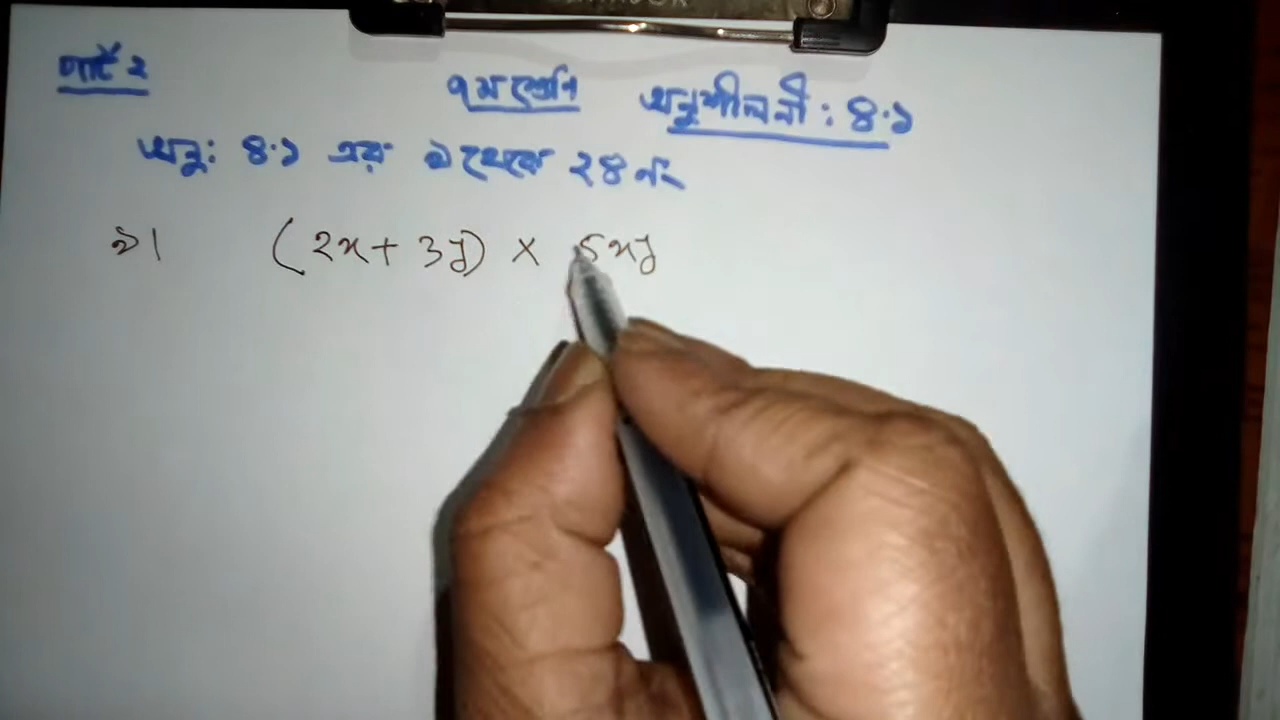 পার্ট ২
৭ম শ্রেণি অনুশীলনী: ৪.১
অনু: ৪.১ এর ৯ থেকে ২৪ নং
৯। (2x + 3y) × 5xy